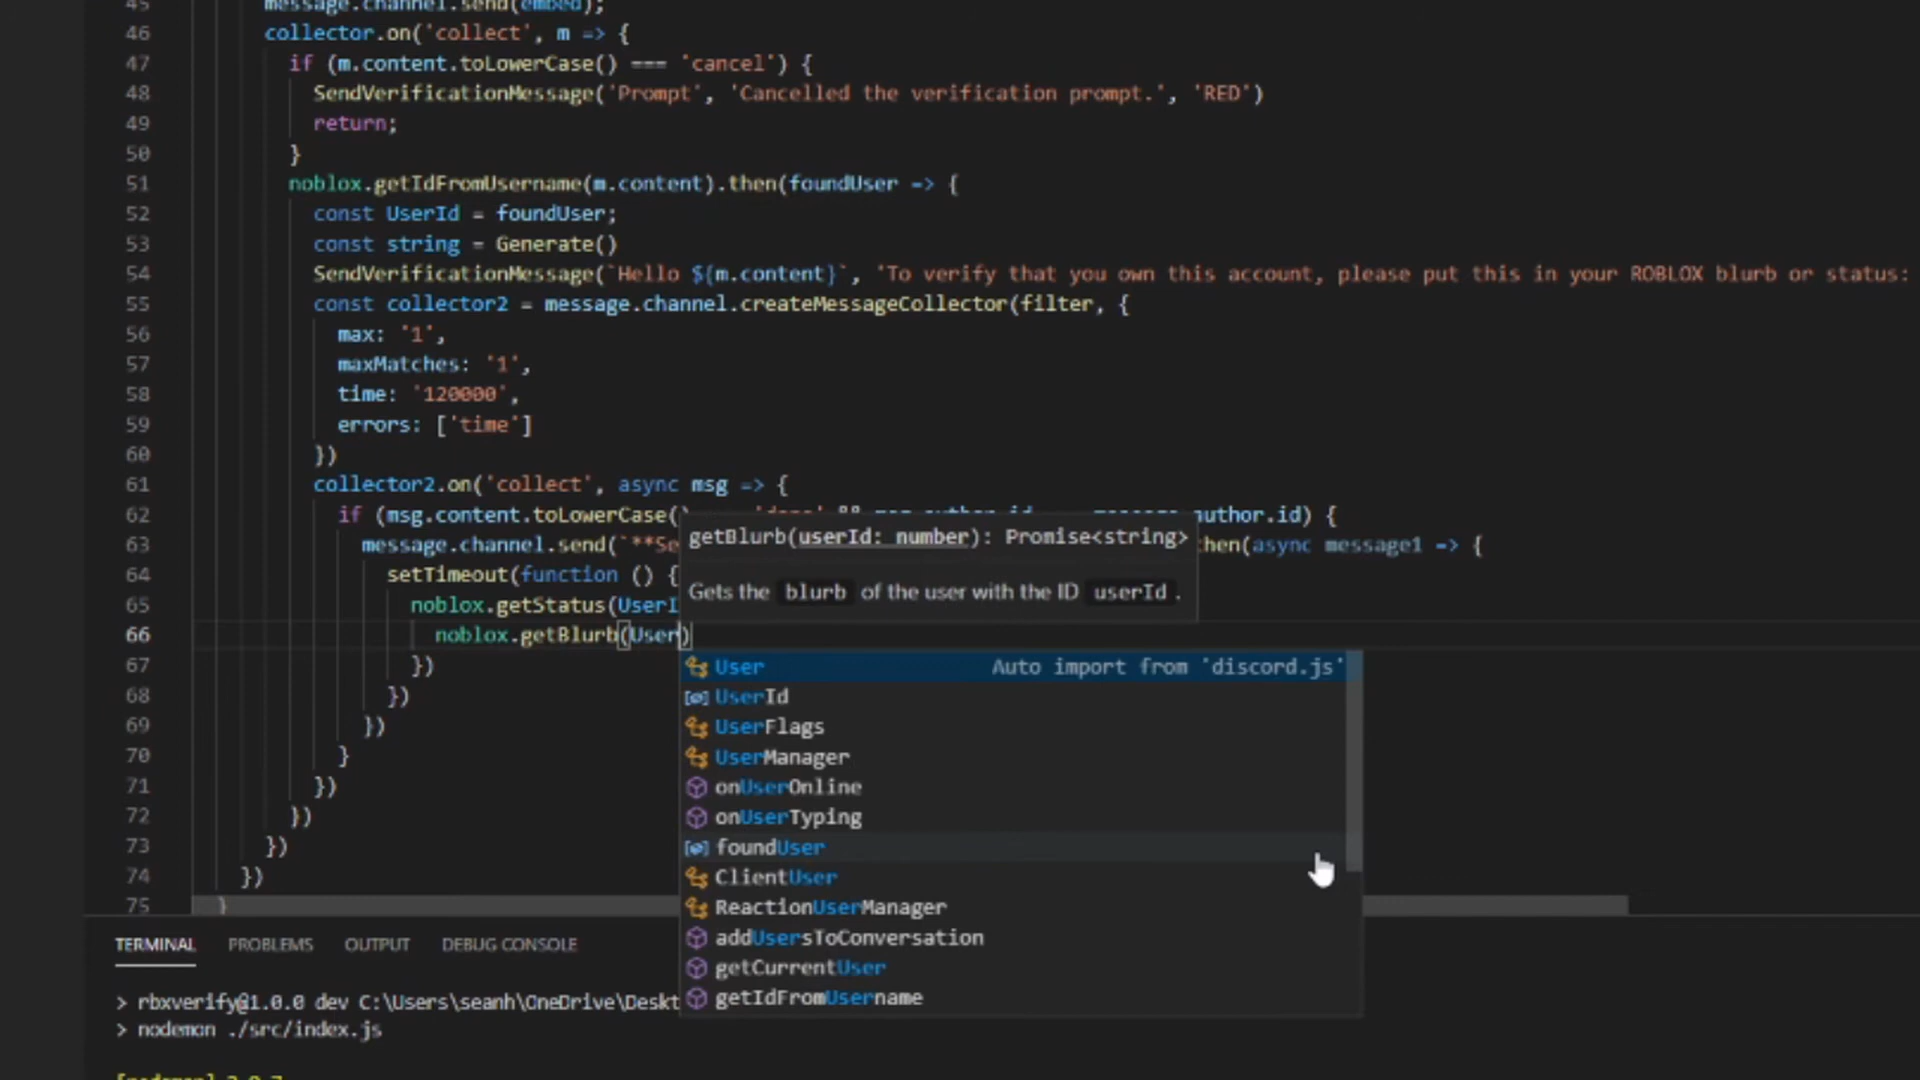 45 message.channel.send(embed);
46 collector.on('collect', m => {
47 if (m.content.toLowerCase() === 'cancel') {
48 SendVerificationMessage('Prompt', 'Cancelled the verification prompt.', 'RED')
49 return;
50 }
51 noblox.getIdFromUsername(m.content).then(foundUser => {
52 const UserId = foundUser;
53 const string = Generate()
54 SendVerificationMessage(`Hello ${m.content}`, 'To verify that you own this account, please put this in your ROBLOX blurb or status:
55 const collector2 = message.channel.createMessageCollector(filter, {
56 max: '1',
57 maxMatches: '1',
58 time: '120000',
59 errors: ['time']
60 })
61 collector2.on('collect', async msg => {
62 if (msg.content.toLowerCase() author.id) {
63 message.channel.send(`**Se hen(async message1 => {
64 setTimeout(function () {
65 noblox.getStatus(UserI
66 noblox.getBlurb(User)
67 })
68 })
69 })
70 }
71 })
72 })
73 })
74 })
75 }
getBlurb(userId: number): Promise<string>
Gets the blurb of the user with the ID userId .
User Auto import from 'discord.js'
UserId
UserFlags
UserManager
onUserOnline
onUserTyping
foundUser
ClientUser
ReactionUserManager
addUsersToConversation
getCurrentUser
getIdFromUsername
TERMINAL PROBLEMS OUTPUT DEBUG CONSOLE
> rbxverify@1.0.0 dev C:\Users\seanh\OneDrive\Deskt
> nodemon ./src/index.js